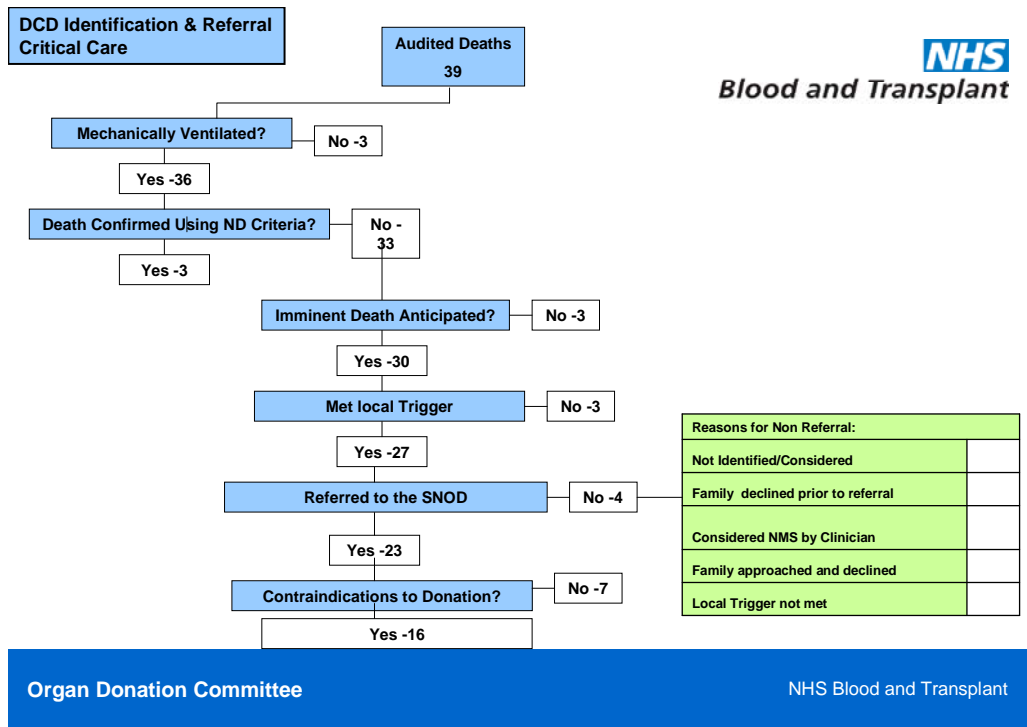 DCD Identification & Referral
Critical Care
Audited Deaths
39
NHS
Blood and Transplant
Mechanically Ventilated?
No -3
Yes -36
Death Confirmed Using ND Criteria?
No -
33
Yes -3
Imminent Death Anticipated?
No -3
Yes -30
Met local Trigger
No -3
Yes -27
Referred to the SNOD
No -4
Reasons for Non Referral:
Not Identified/Considered
Family declined prior to referral
Considered NMS by Clinician
Family approached and declined
Local Trigger not met
Yes -23
Contraindications to Donation?
No -7
Yes -16
Organ Donation Committee
NHS Blood and Transplant